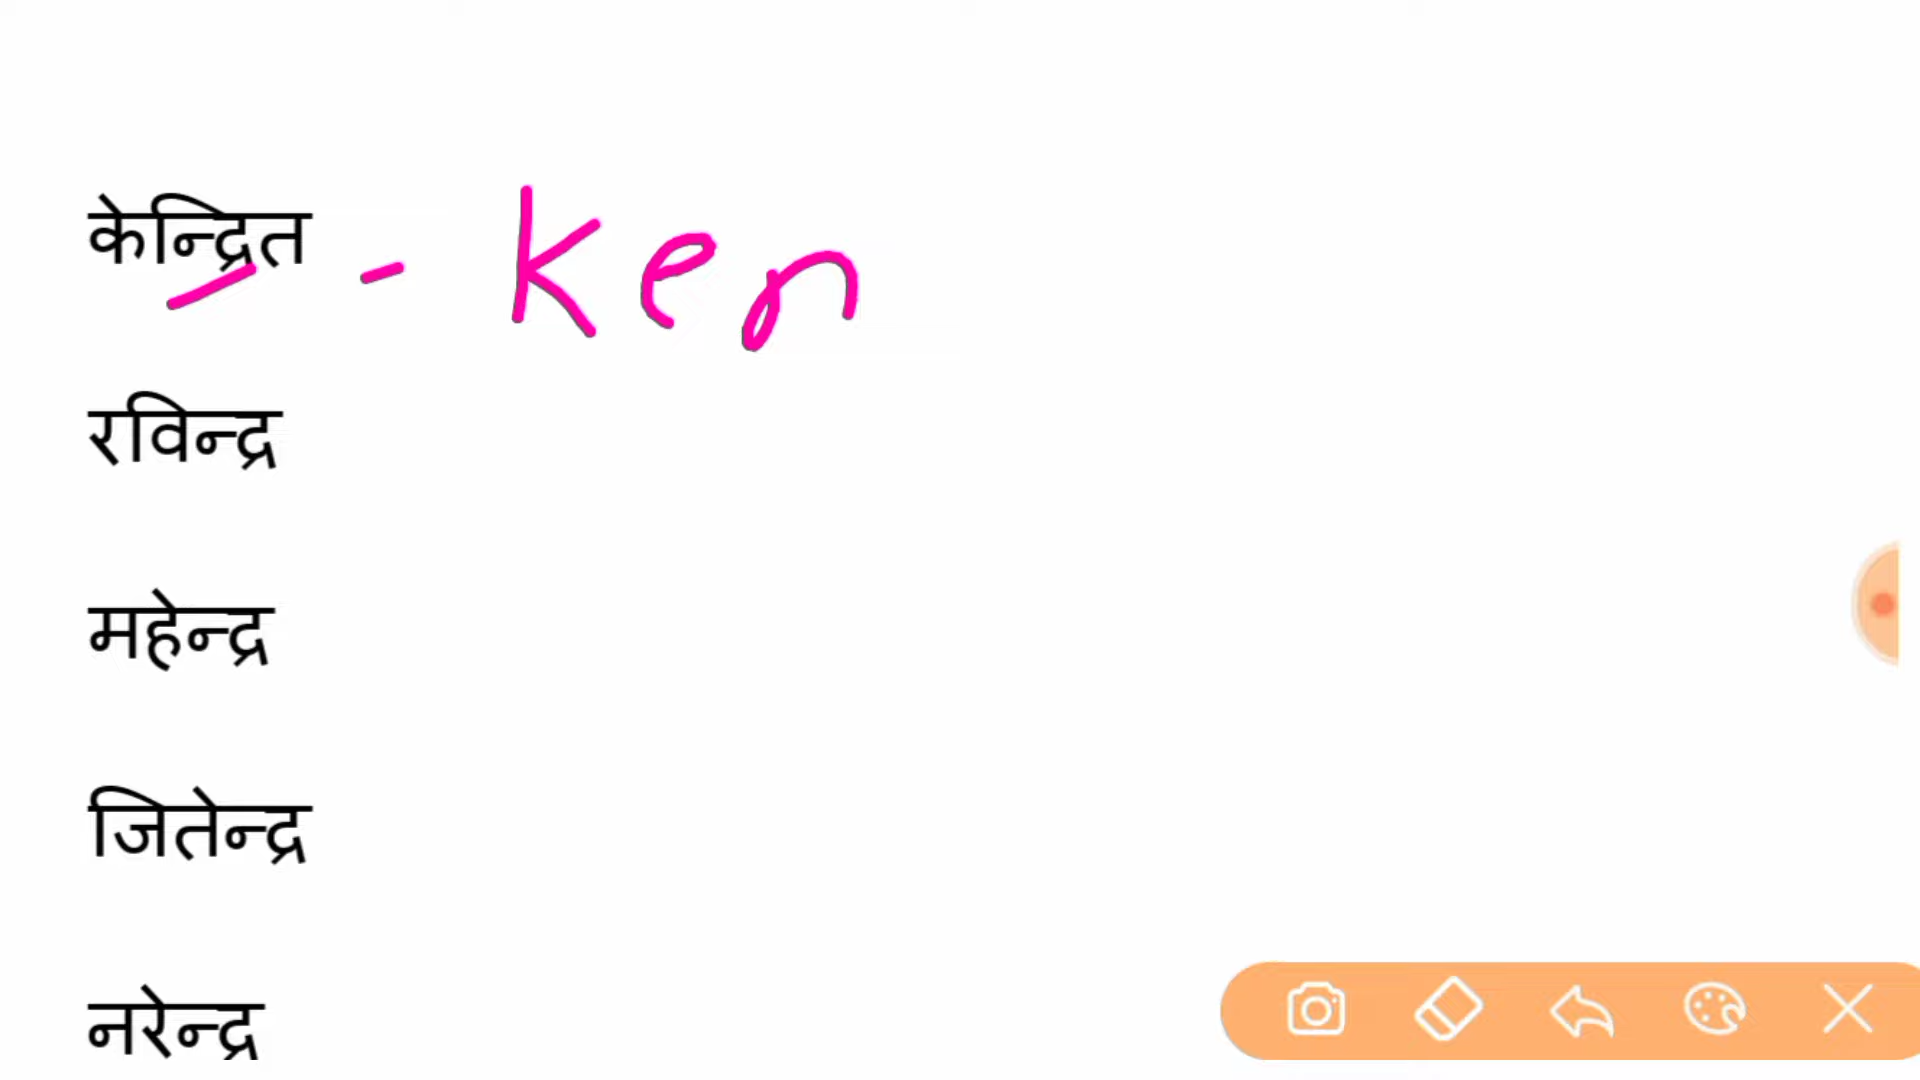 केन्द्रित - Ken
रविन्द्र
महेन्द्र
जितेन्द्र
नरेन्द्र